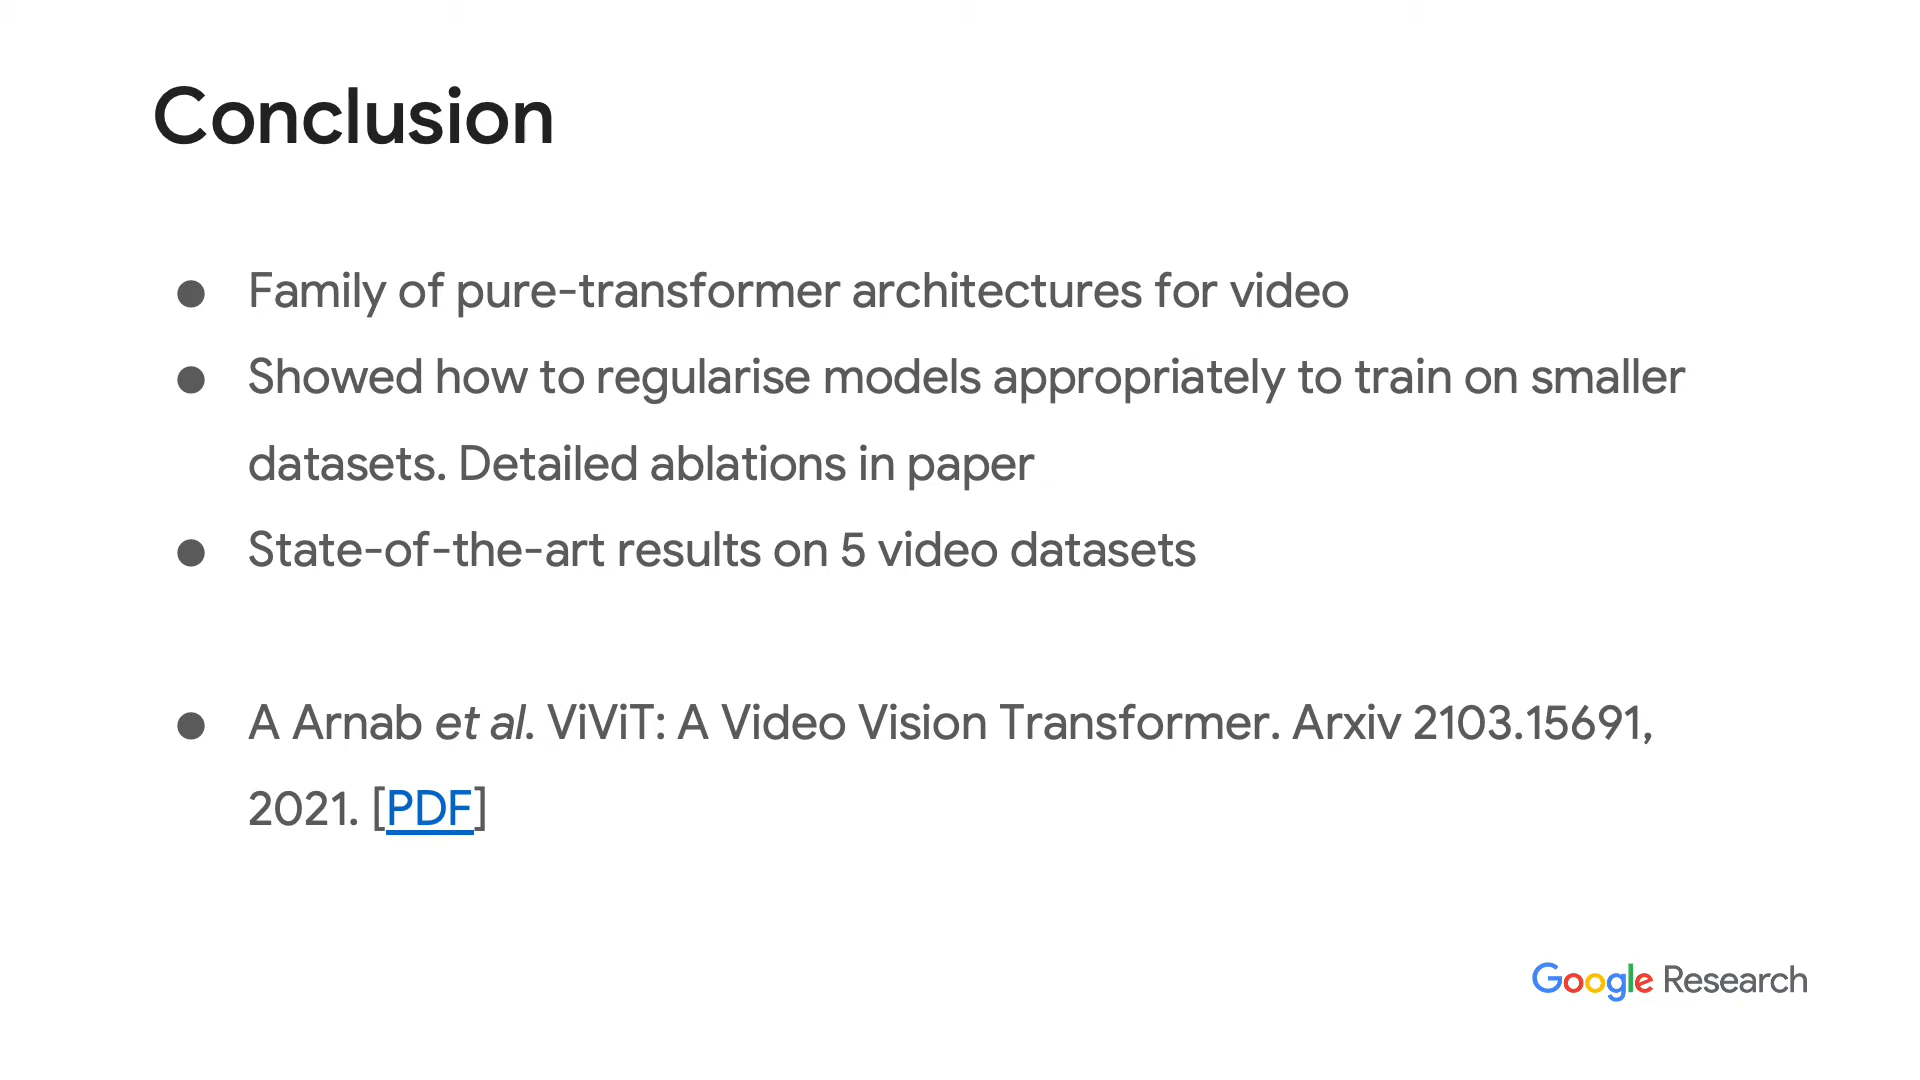 Conclusion
● Family of pure-transformer architectures for video
● Showed how to regularise models appropriately to train on smaller
datasets. Detailed ablations in paper
● State-of-the-art results on 5 video datasets
● A Arnab et al. ViViT: A Video Vision Transformer. Arxiv 2103.15691,
2021. [PDF]
Google Research